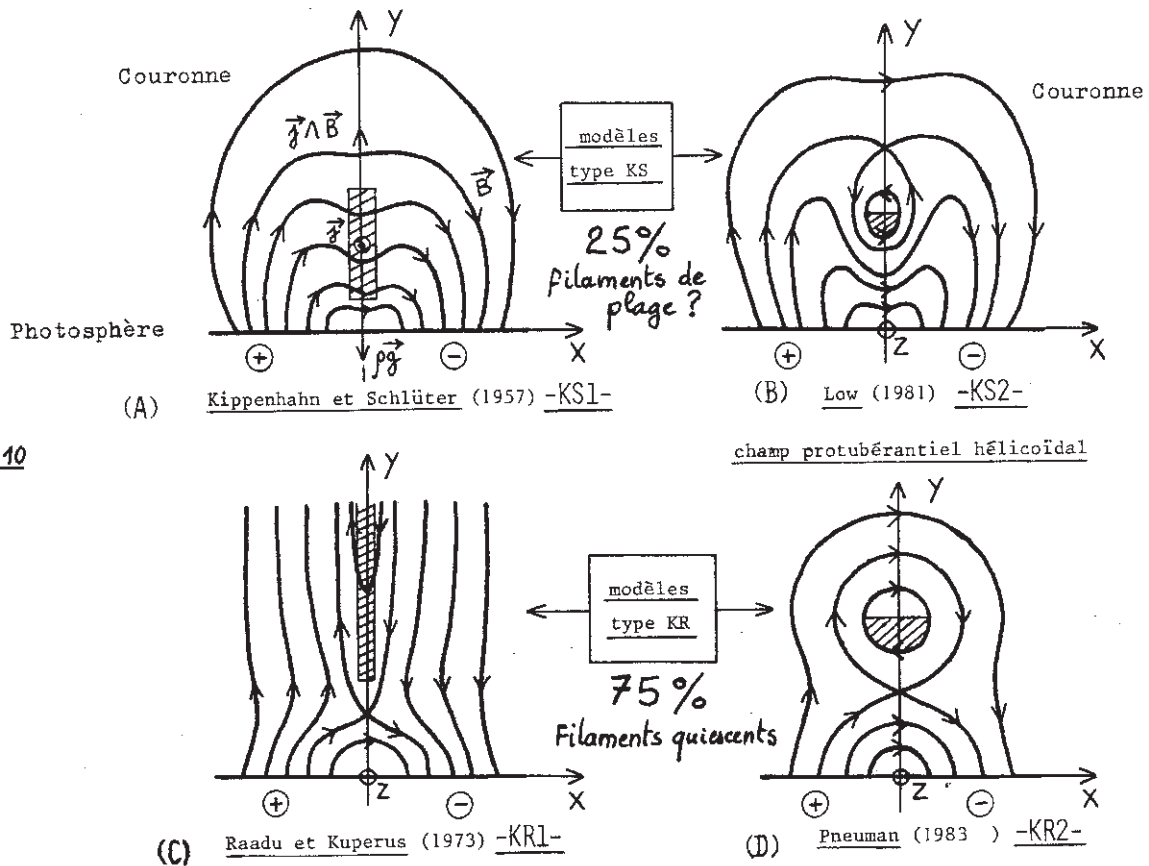 Y
Couronne
j⃗ ∧ B⃗
B⃗
j⃗
Photosphère
X
+
−
ρg⃗
(A) Kippenhahn et Schlüter (1957) -KS1-
modèles
type KS
25%
filaments de
plage ?
Y
Couronne
Z
X
+
−
(B) Low (1981) -KS2-
champ protubérantiel hélicoïdal
10
Y
Z
X
+
−
(C) Raadu et Kuperus (1973) -KR1-
modèles
type KR
75%
Filaments quiescents
Y
Z
X
+
−
(D) Pneuman (1983 ) -KR2-